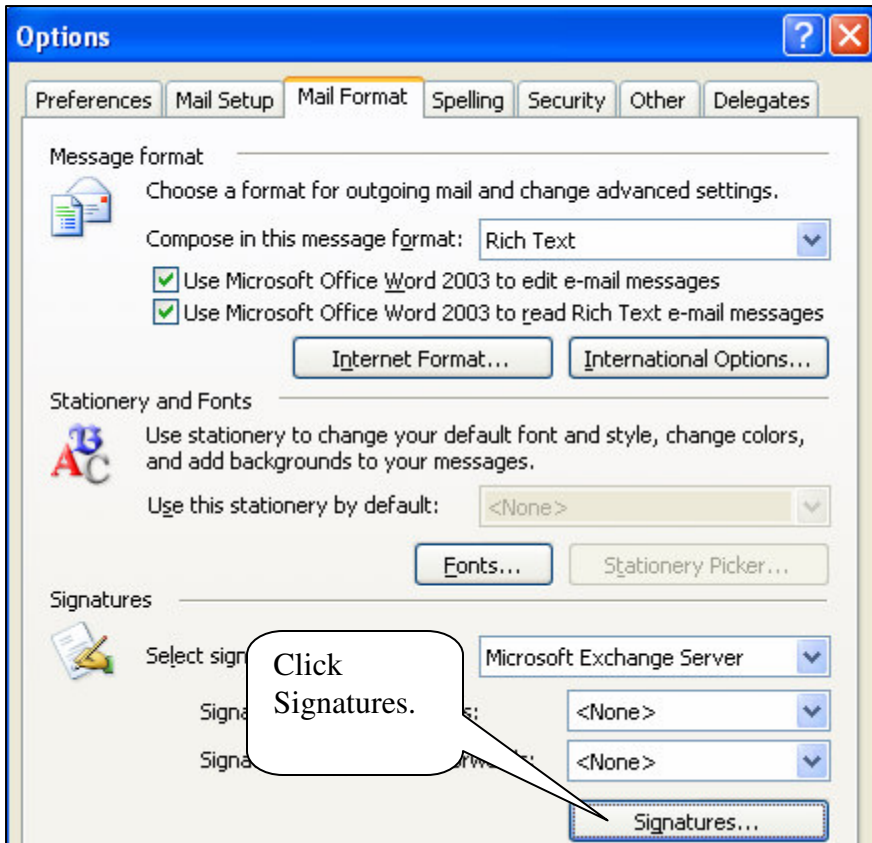 Options
Preferences Mail Setup Mail Format Spelling Security Other Delegates
Message format
Choose a format for outgoing mail and change advanced settings.
Compose in this message format: Rich Text
Use Microsoft Office Word 2003 to edit e-mail messages
Use Microsoft Office Word 2003 to read Rich Text e-mail messages
Internet Format... International Options...
Stationery and Fonts
Use stationery to change your default font and style, change colors,
and add backgrounds to your messages.
Use this stationery by default: <None>
Fonts... Stationery Picker...
Signatures
Select Microsoft Exchange Server
Click
Signatures.
<None>
<None>
Signatures...